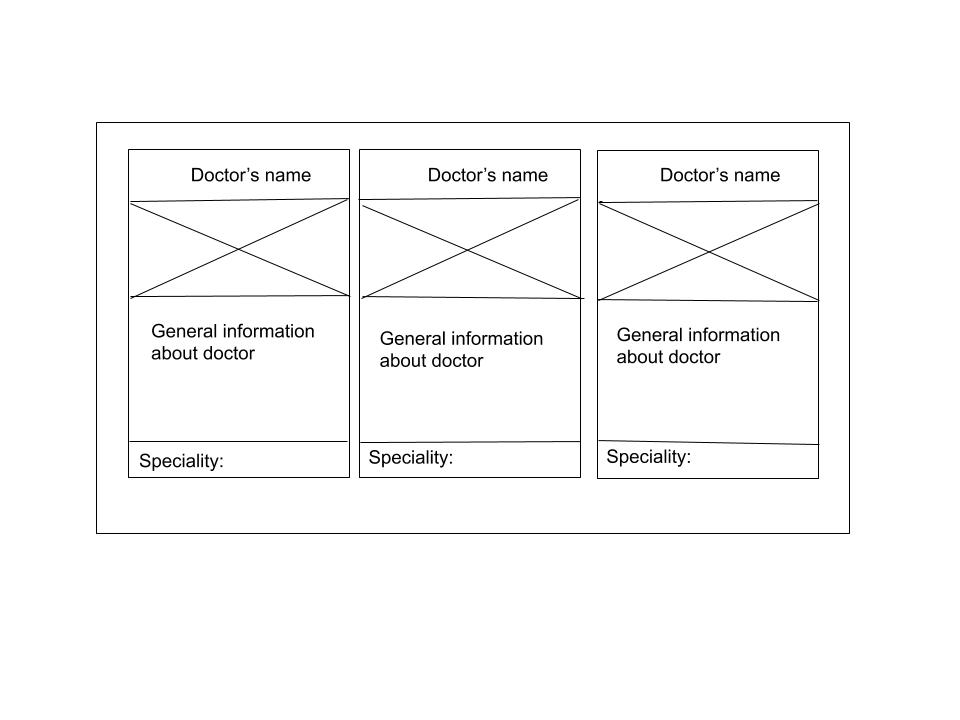 Doctor’s name
General information
about doctor
Speciality:
Doctor’s name
General information
about doctor
Speciality:
Doctor’s name
General information
about doctor
Speciality: